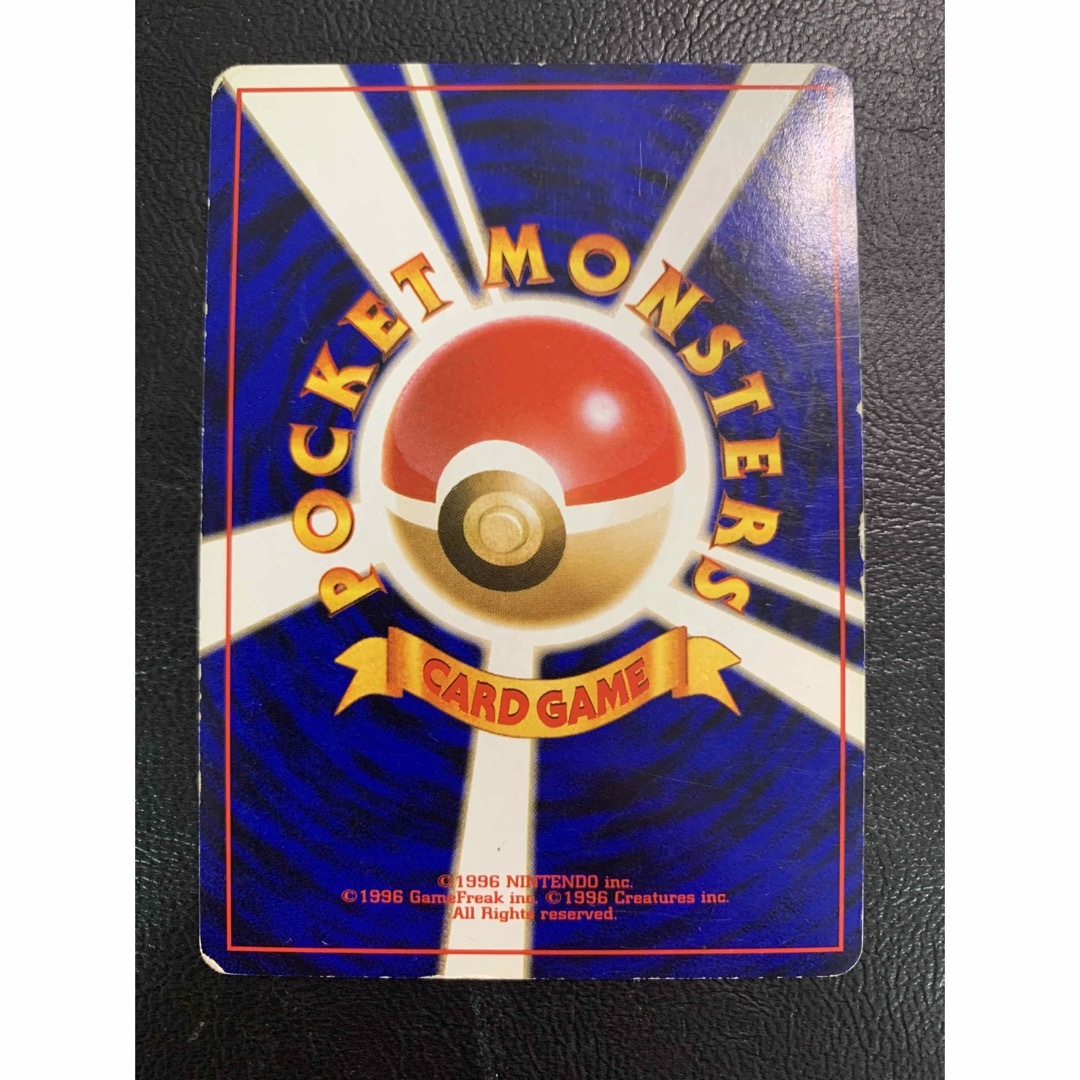 POCKET MONSTERS
CARD GAME
©1996 NINTENDO inc.
©1996 GameFreak inc. ©1996 Creatures inc.
All Rights reserved.